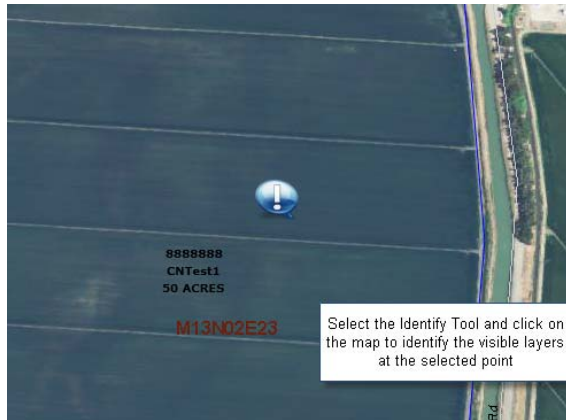 8888888
CNTest1
50 ACRES
M13N02E23
Select the Identify Tool and click on
the map to identify the visible layers
at the selected point
Rd